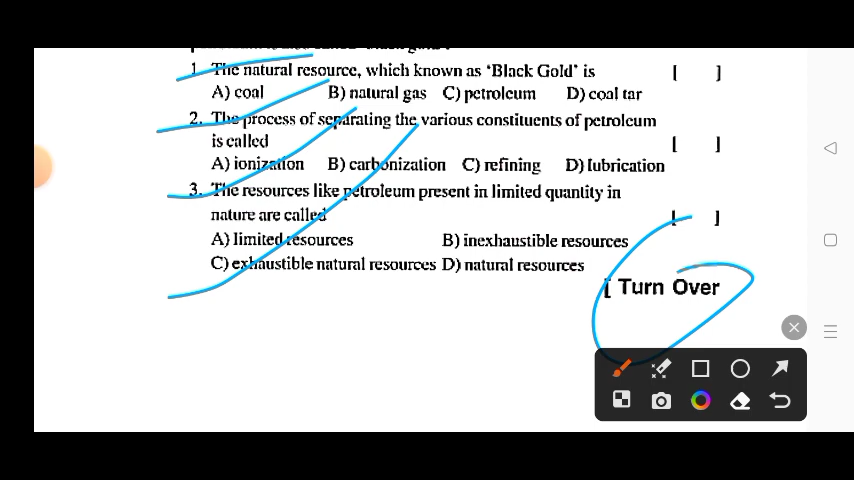 1. The natural resource, which known as 'Black Gold' is [ ]
A) coal B) natural gas C) petroleum D) coal tar
2. The process of separating the various constituents of petroleum
is called [ ]
A) ionization B) carbonization C) refining D) lubrication
3. The resources like petroleum present in limited quantity in
nature are called [ ]
A) limited resources B) inexhaustible resources
C) exhaustible natural resources D) natural resources
[ Turn Over